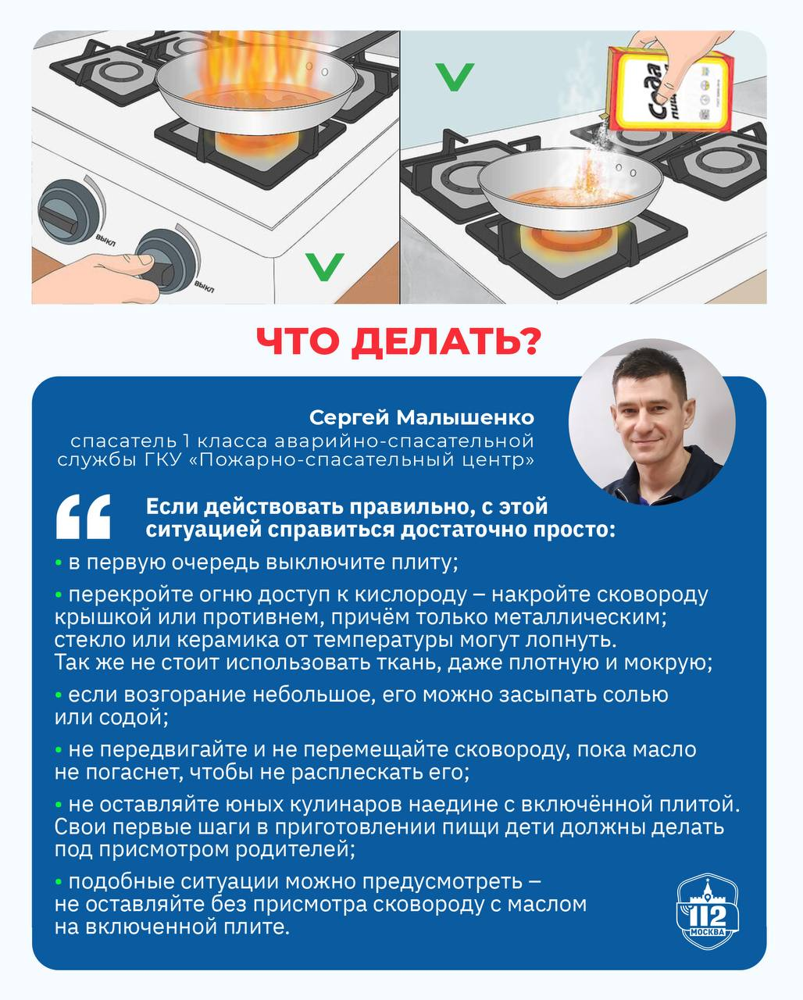 Сода
пищ
ВЫКЛ
ВЫКЛ
ЧТО ДЕЛАТЬ?
Сергей Малышенко
спасатель 1 класса аварийно-спасательной
службы ГКУ «Пожарно-спасательный центр»
“ Если действовать правильно, с этой
ситуацией справиться достаточно просто:
• в первую очередь выключите плиту;
• перекройте огню доступ к кислороду – накройте сковороду
крышкой или противнем, причём только металлическим;
стекло или керамика от температуры могут лопнуть.
Так же не стоит использовать ткань, даже плотную и мокрую;
• если возгорание небольшое, его можно засыпать солью
или содой;
• не передвигайте и не перемещайте сковороду, пока масло
не погаснет, чтобы не расплескать его;
• не оставляйте юных кулинаров наедине с включённой плитой.
Свои первые шаги в приготовлении пищи дети должны делать
под присмотром родителей;
• подобные ситуации можно предусмотреть –
не оставляйте без присмотра сковороду с маслом
на включенной плите.
112
МОСКВА